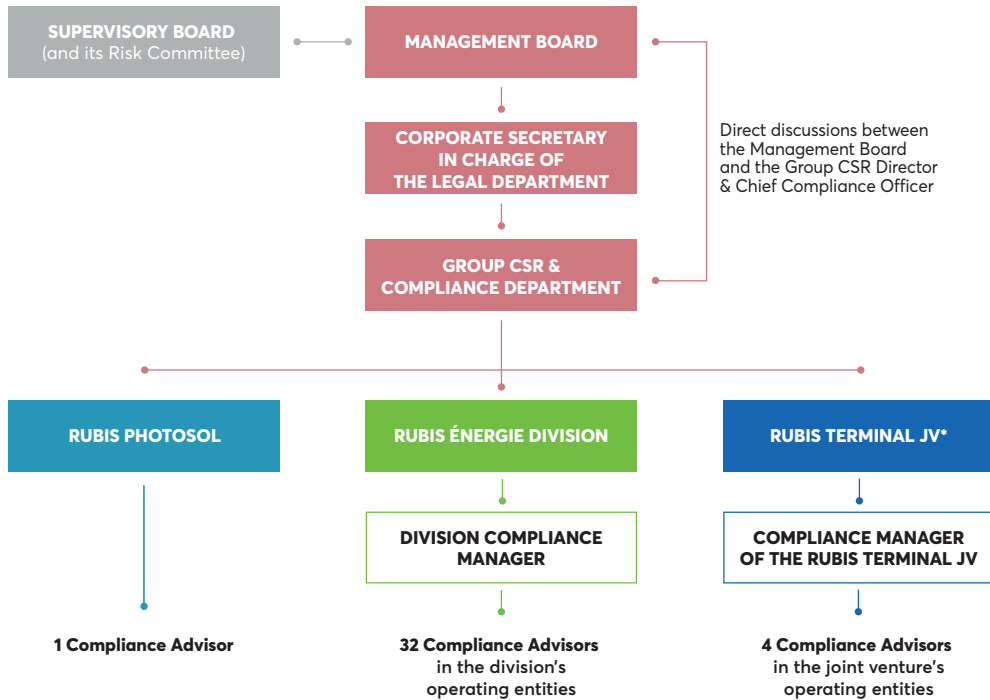 SUPERVISORY BOARD
(and its Risk Committee)
MANAGEMENT BOARD
CORPORATE SECRETARY
IN CHARGE OF
THE LEGAL DEPARTMENT
Direct discussions between
the Management Board
and the Group CSR Director
& Chief Compliance Officer
GROUP CSR &
COMPLIANCE DEPARTMENT
RUBIS PHOTOSOL
RUBIS ÉNERGIE DIVISION
RUBIS TERMINAL JV*
DIVISION COMPLIANCE
MANAGER
COMPLIANCE MANAGER
OF THE RUBIS TERMINAL JV
1 Compliance Advisor
32 Compliance Advisors
in the division's
operating entities
4 Compliance Advisors
in the joint venture's
operating entities